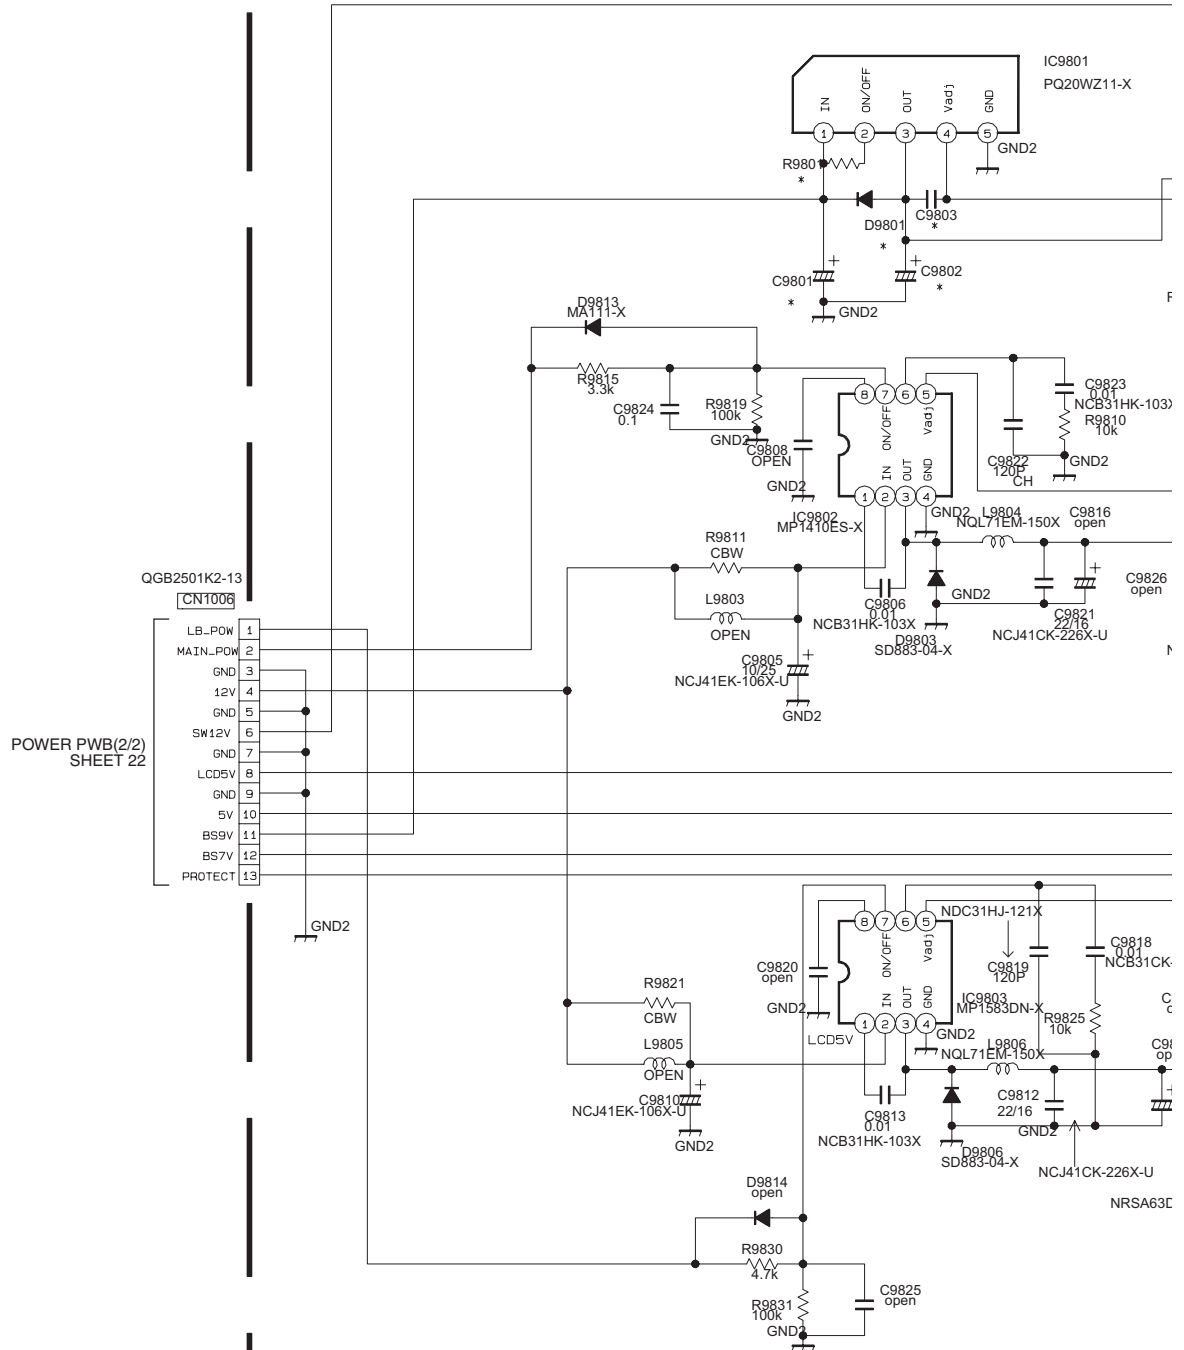 IC9801
PQ20WZ11-X
IN
ON/OFF
OUT
Vadj
GND
1
2
3
4
5
GND2
R9801
*
D9801
*
C9803
*
C9801
*
C9802
*
GND2
D9813
MA111-X
R9815
3.3k
C9824
0.1
R9819
100k
GND2
C9808
OPEN
GND2
8
7
6
5
ON/OFF
Vadj
IN
OUT
GND
1
2
3
4
IC9802
MP1410ES-X
GND2
C9823
0.01
NCB31HK-103X
R9810
10k
GND2
C9822
120P
CH
L9804
NQL71EM-150X
C9816
open
R9811
CBW
L9803
OPEN
C9806
0.01
NCB31HK-103X
GND2
D9803
SD883-04-X
C9821
22/16
NCJ41CK-226X-U
C9826
open
C9805
10/25
NCJ41EK-106X-U
GND2
QGB2501K2-13
CN1006
LB_POW 1
MAIN_POW 2
GND 3
12V 4
GND 5
SW12V 6
GND 7
LCD5V 8
GND 9
5V 10
BS9V 11
BS7V 12
PROTECT 13
POWER PWB(2/2)
SHEET 22
GND2
8
7
6
5
ON/OFF
Vadj
IN
OUT
GND
1
2
3
4
NDC31HJ-121X
C9819
120P
C9818
0.01
NCB31CK-
C9820
open
GND2
IC9803
MP1583DN-X
LCD5V
GND2
R9825
10k
R9821
CBW
L9805
OPEN
C9810
NCJ41EK-106X-U
GND2
L9806
NQL71EM-150X
C9813
0.01
NCB31HK-103X
C9812
22/16
GND2
D9806
SD883-04-X
NCJ41CK-226X-U
NRSA63D
D9814
open
R9830
4.7k
R9831
100k
GND2
C9825
open